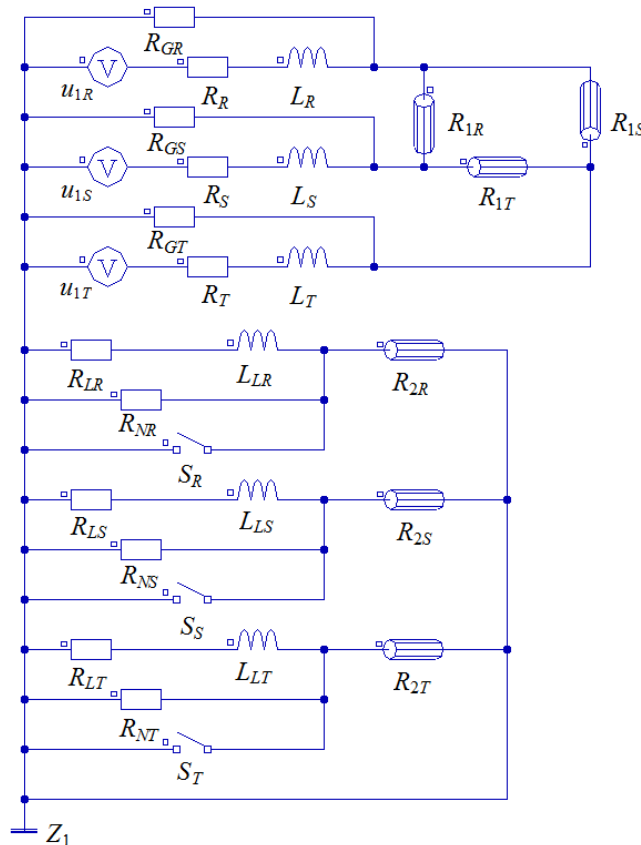 R_GR
V
u_1R R_R L_R
R_1R R_1S
R_GS
V
u_1S R_S L_S R_1T
R_GT
V
u_1T R_T L_T
R_LR L_LR R_2R
R_NR
S_R
R_LS L_LS R_2S
R_NS
S_S
R_LT L_LT R_2T
R_NT
S_T
Z_1